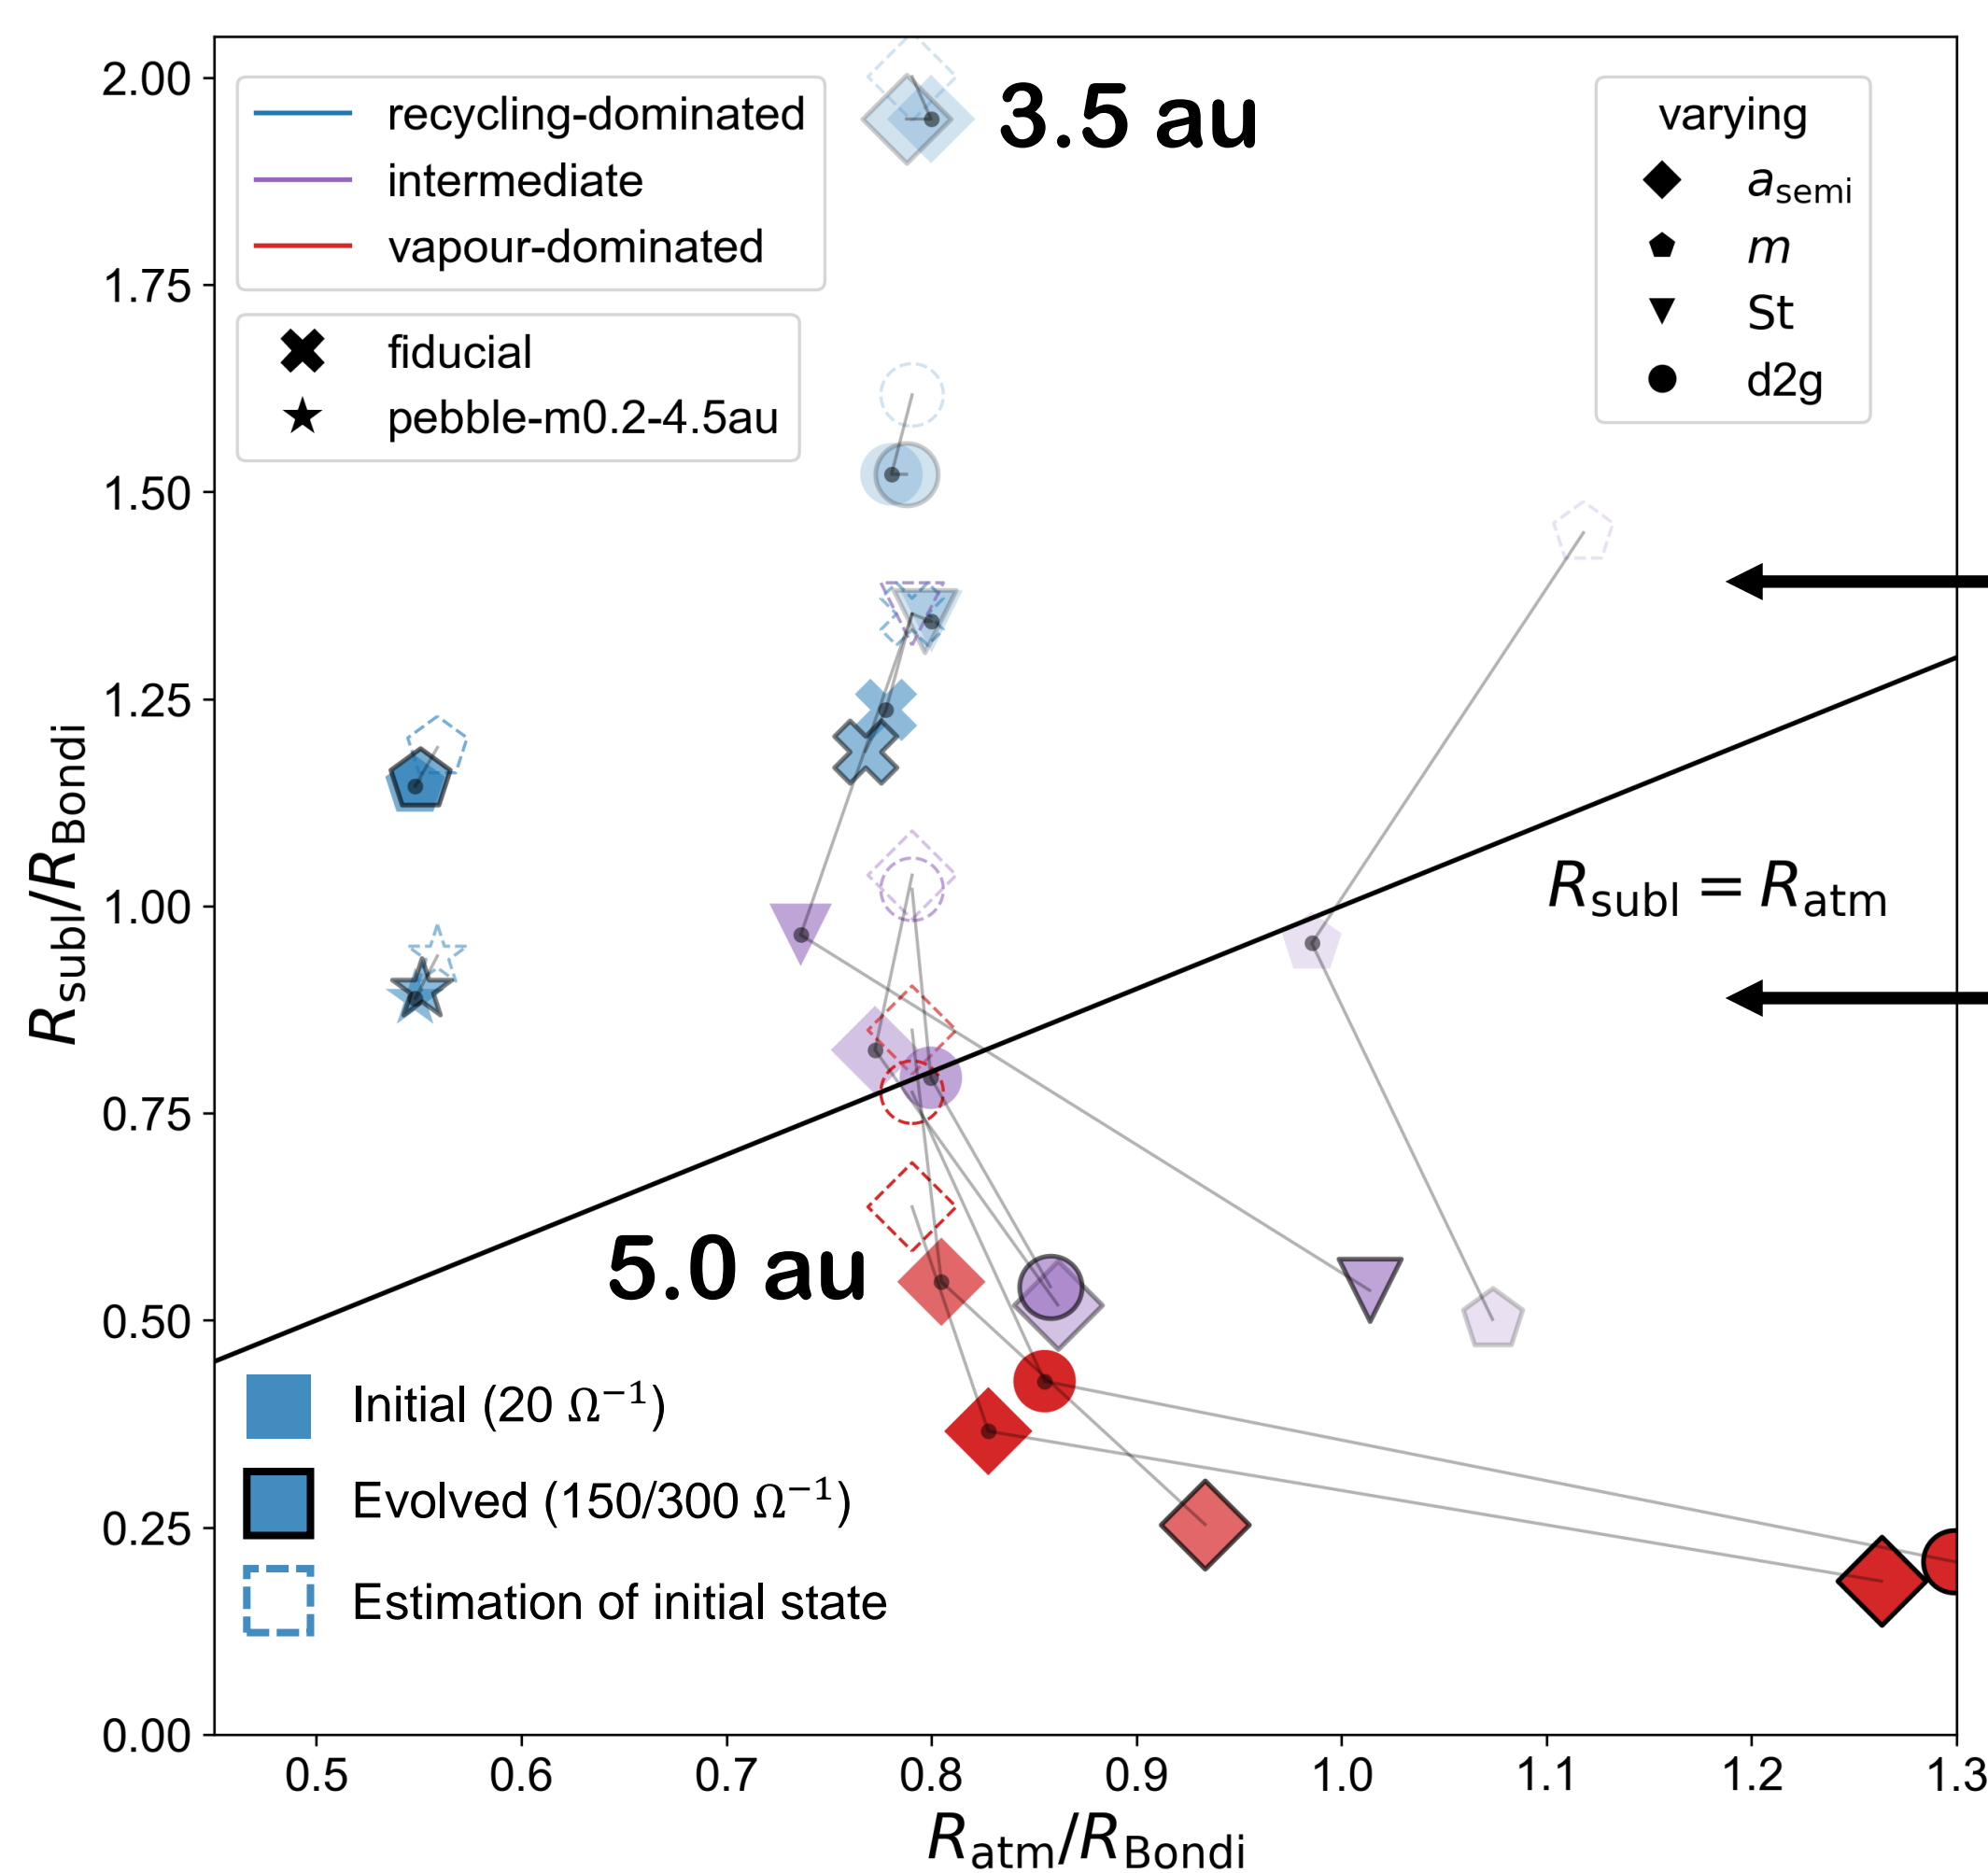 2.00
1.75
1.50
1.25
1.00
0.75
0.50
0.25
0.00
R_subl/R_Bondi
recycling-dominated
intermediate
vapour-dominated
fiducial
pebble-m0.2-4.5au
3.5 au
varying
a_semi
m
St
d2g
R_subl = R_atm
5.0 au
Initial (20 Ω⁻¹)
Evolved (150/300 Ω⁻¹)
Estimation of initial state
0.5 0.6 0.7 0.8 0.9 1.0 1.1 1.2 1.3
R_atm/R_Bondi